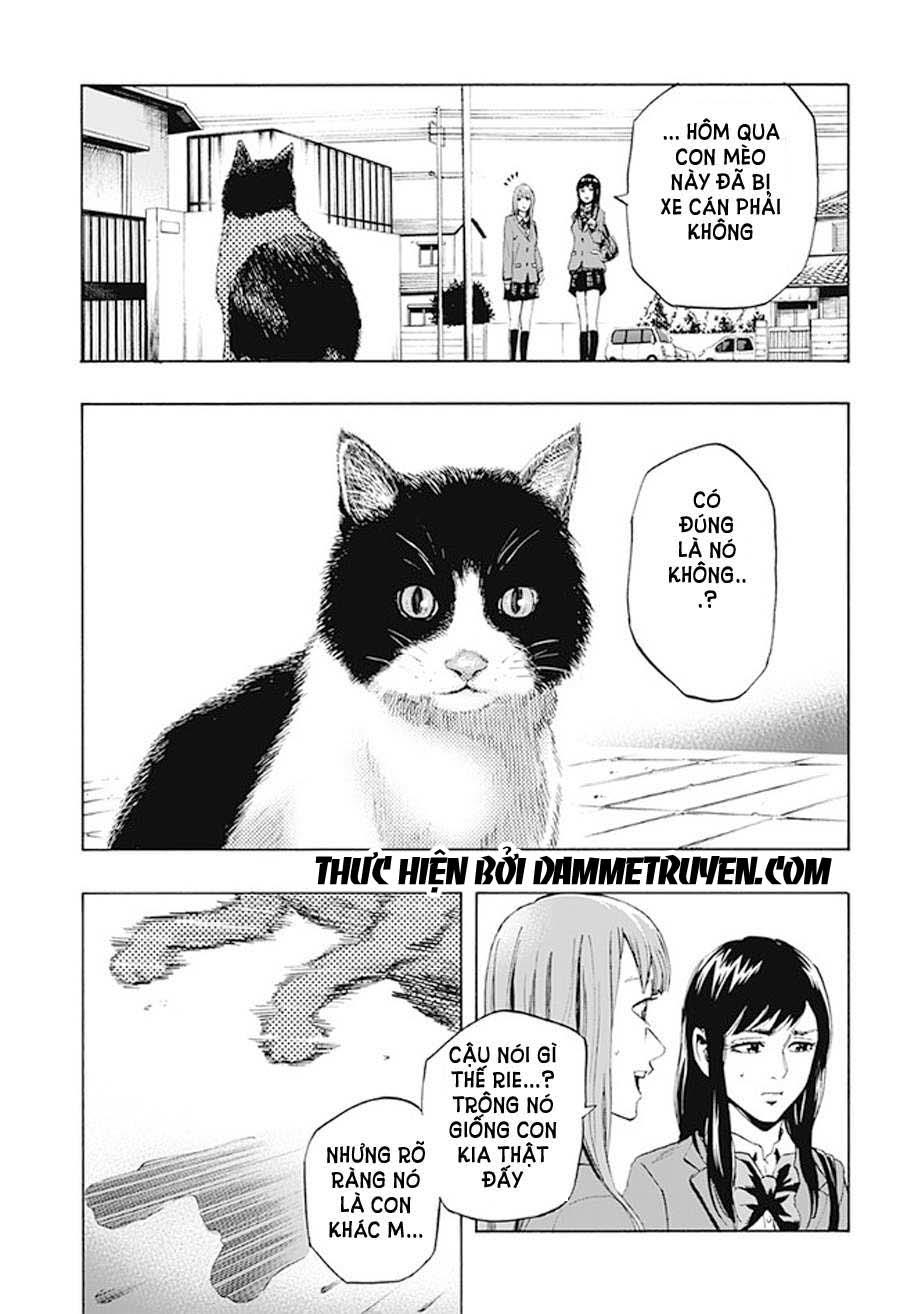 ... HÔM QUA
CON MÈO
NÀY ĐÃ BỊ
XE CÁN PHẢI
KHÔNG
CÓ
ĐÚNG
LÀ NÓ
KHÔNG..
.?
THỰC HIỆN BỞI DAMMETRUYEN.COM
CẬU NÓI GÌ
THẾ RIE...?
TRÔNG NÓ
GIỐNG CON
KIA THẬT
ĐẤY
NHƯNG RÕ
RÀNG NÓ
LÀ CON
KHÁC M...